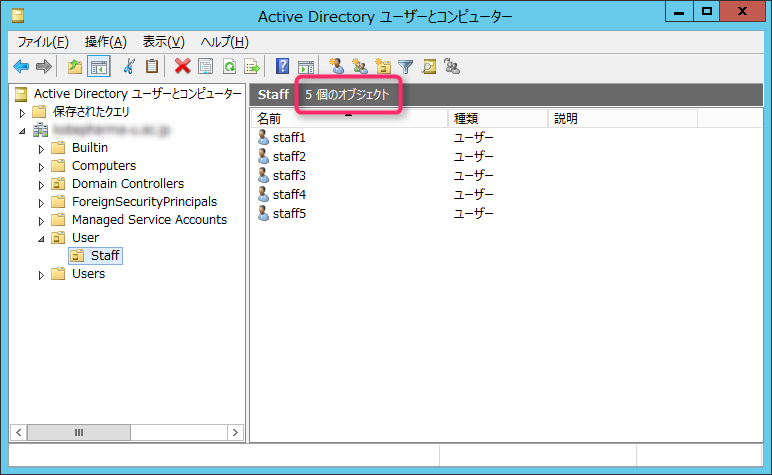 Active Directory ユーザーとコンピューター
ファイル(F) 操作(A) 表示(V) ヘルプ(H)
Active Directory ユーザーとコンピューター
保存されたクエリ
Builtin
Computers
Domain Controllers
ForeignSecurityPrincipals
Managed Service Accounts
User
Staff
Users
Staff 5 個のオブジェクト
名前 種類 説明
staff1 ユーザー
staff2 ユーザー
staff3 ユーザー
staff4 ユーザー
staff5 ユーザー